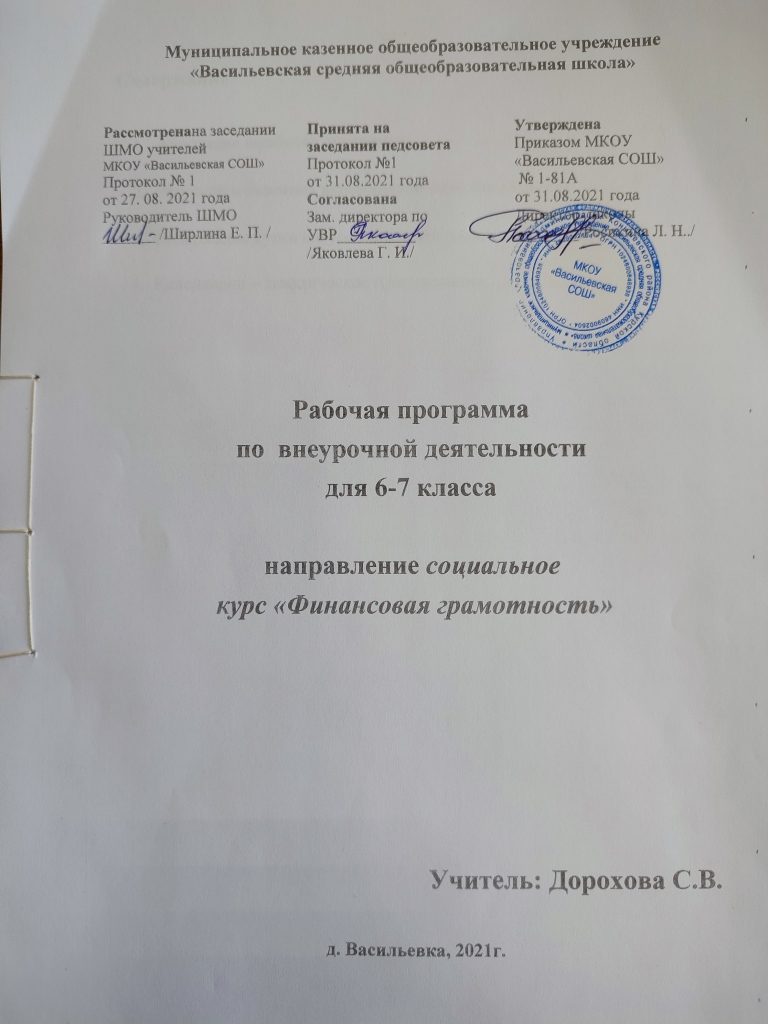 Муниципальное казенное общеобразовательное учреждение
«Васильевская средняя общеобразовательная школа»
Рассмотренана заседании
ШМО учителей
МКОУ «Васильевская СОШ»
Протокол № 1
от 27. 08. 2021 года
Руководитель ШМО
/Ширлина Е. П. /
Принята на
заседании педсовета
Протокол №1
от 31.08.2021 года
Согласована
Зам. директора по
УВР
/Яковлева Г. И./
Утверждена
Приказом МКОУ
«Васильевская СОШ»
№ 1-81А
от 31.08.2021 года
Директор школы
Л. Н../
МКОУ
«Васильевская
СОШ»
Рабочая программа
по внеурочной деятельности
для 6-7 класса
направление социальное
курс «Финансовая грамотность»
Учитель: Дорохова С.В.
д. Васильевка, 2021г.